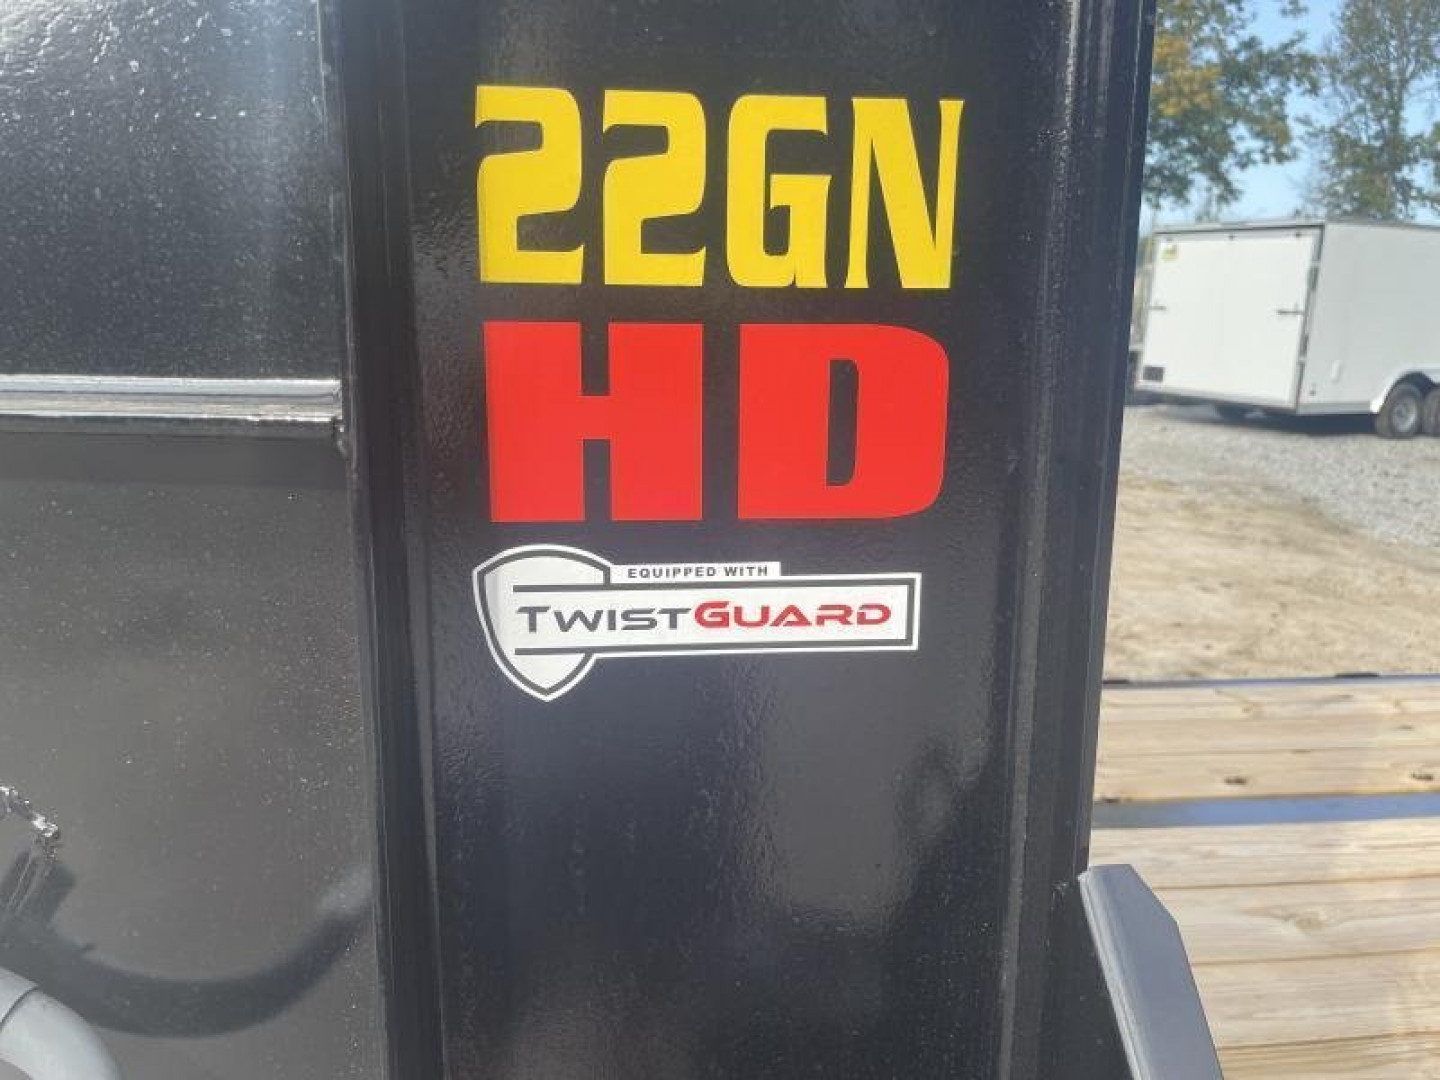 22GN
HD
EQUIPPED WITH
TWISTGUARD